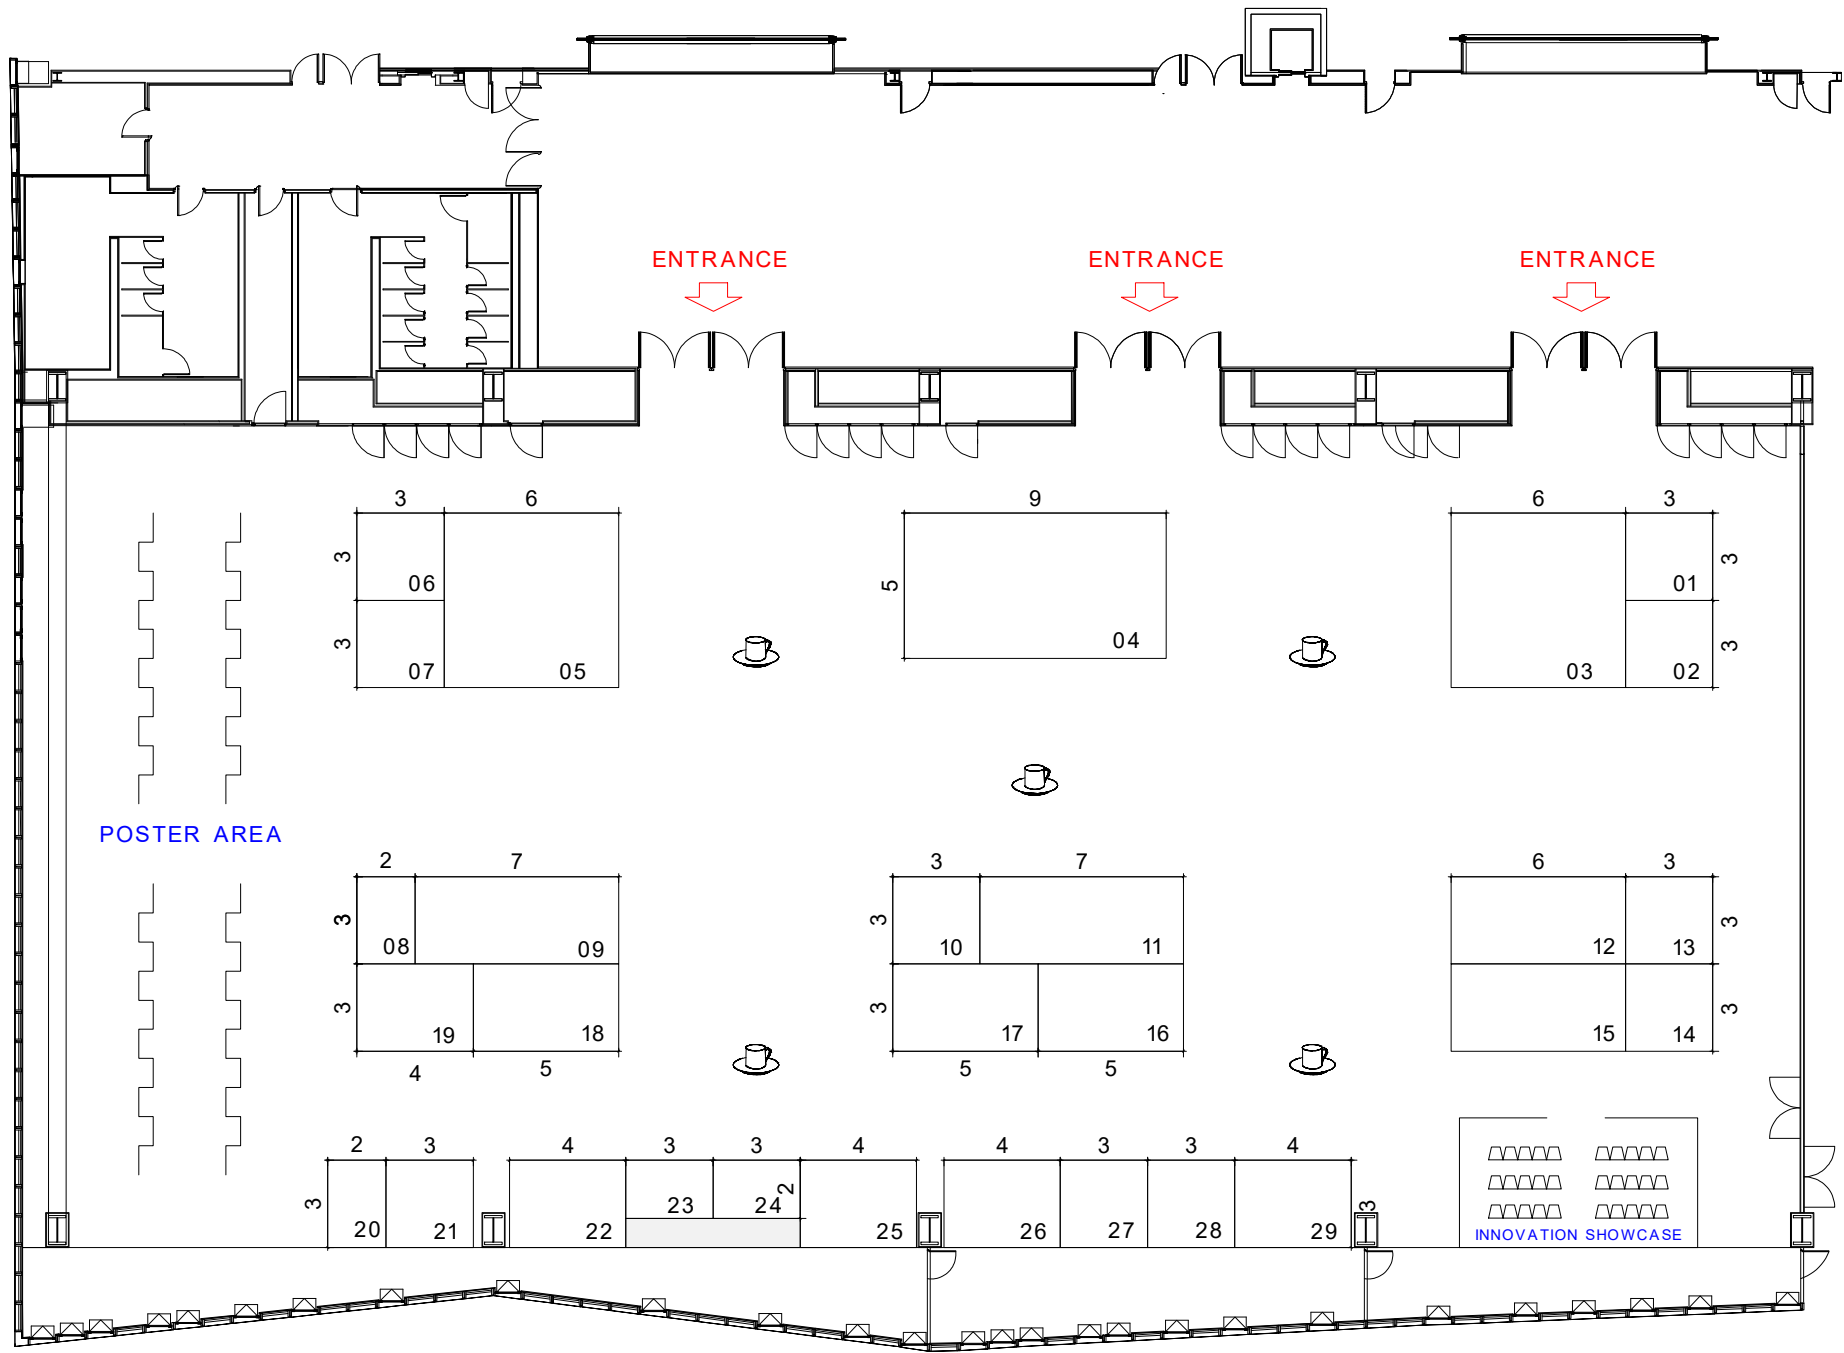 ENTRANCE ENTRANCE ENTRANCE
3 6 9 6 3
3 06 5 3 01
3 07 05 04 03 02 3
POSTER AREA
2 7 3 7 6 3
3 08 09 3 10 11 12 13 3
3 19 18 3 17 16 15 14 3
4 5 5 5
2 3 4 3 3 4 4 3 3 4
3 20 21 22 23 24 2 25 26 27 28 29 3
INNOVATION SHOWCASE